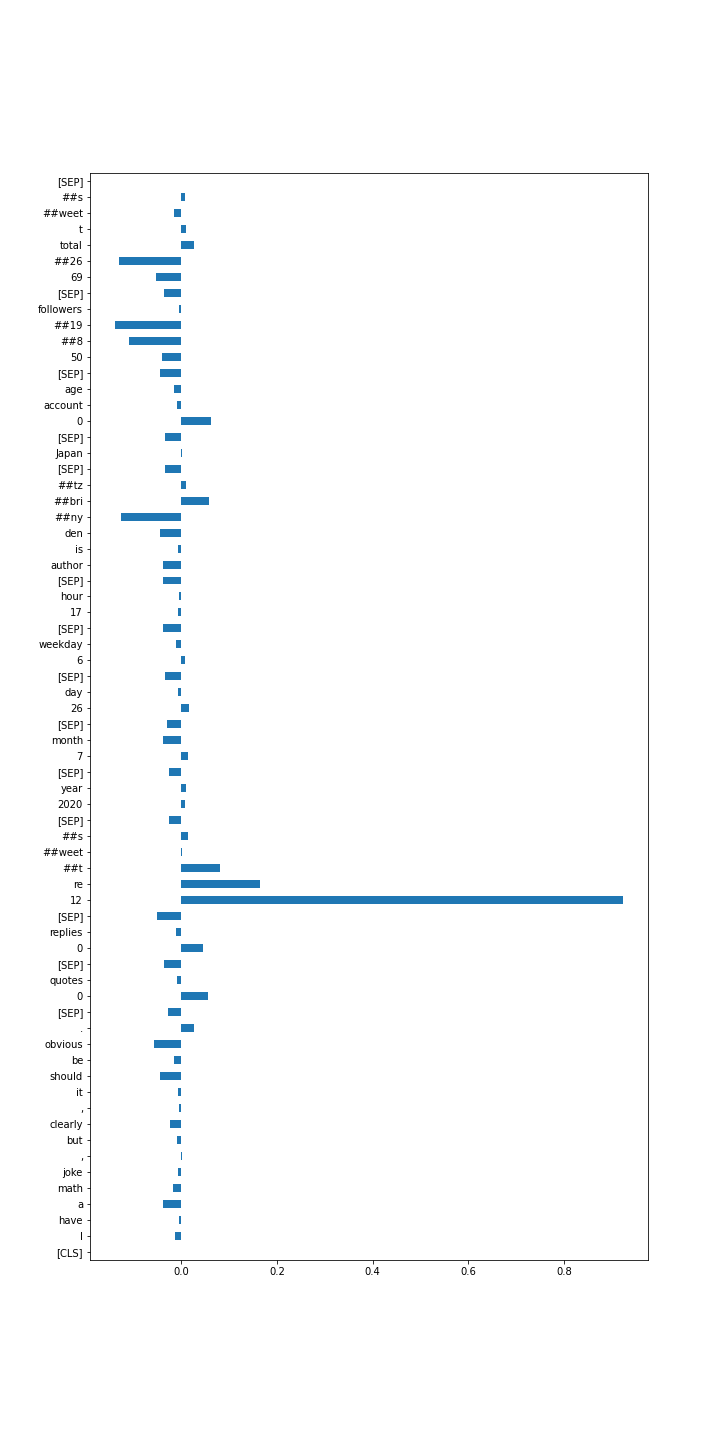 [SEP]
##s
##weet
t
total
##26
69
[SEP]
followers
##19
##8
50
[SEP]
age
account
0
[SEP]
Japan
[SEP]
##tz
##bri
##ny
den
is
author
[SEP]
hour
17
[SEP]
weekday
6
[SEP]
day
26
[SEP]
month
7
[SEP]
year
2020
[SEP]
##s
##weet
##t
re
12
[SEP]
replies
0
[SEP]
quotes
0
[SEP]
.
obvious
be
should
it
,
clearly
but
,
joke
math
a
have
I
[CLS]
0.0 0.2 0.4 0.6 0.8